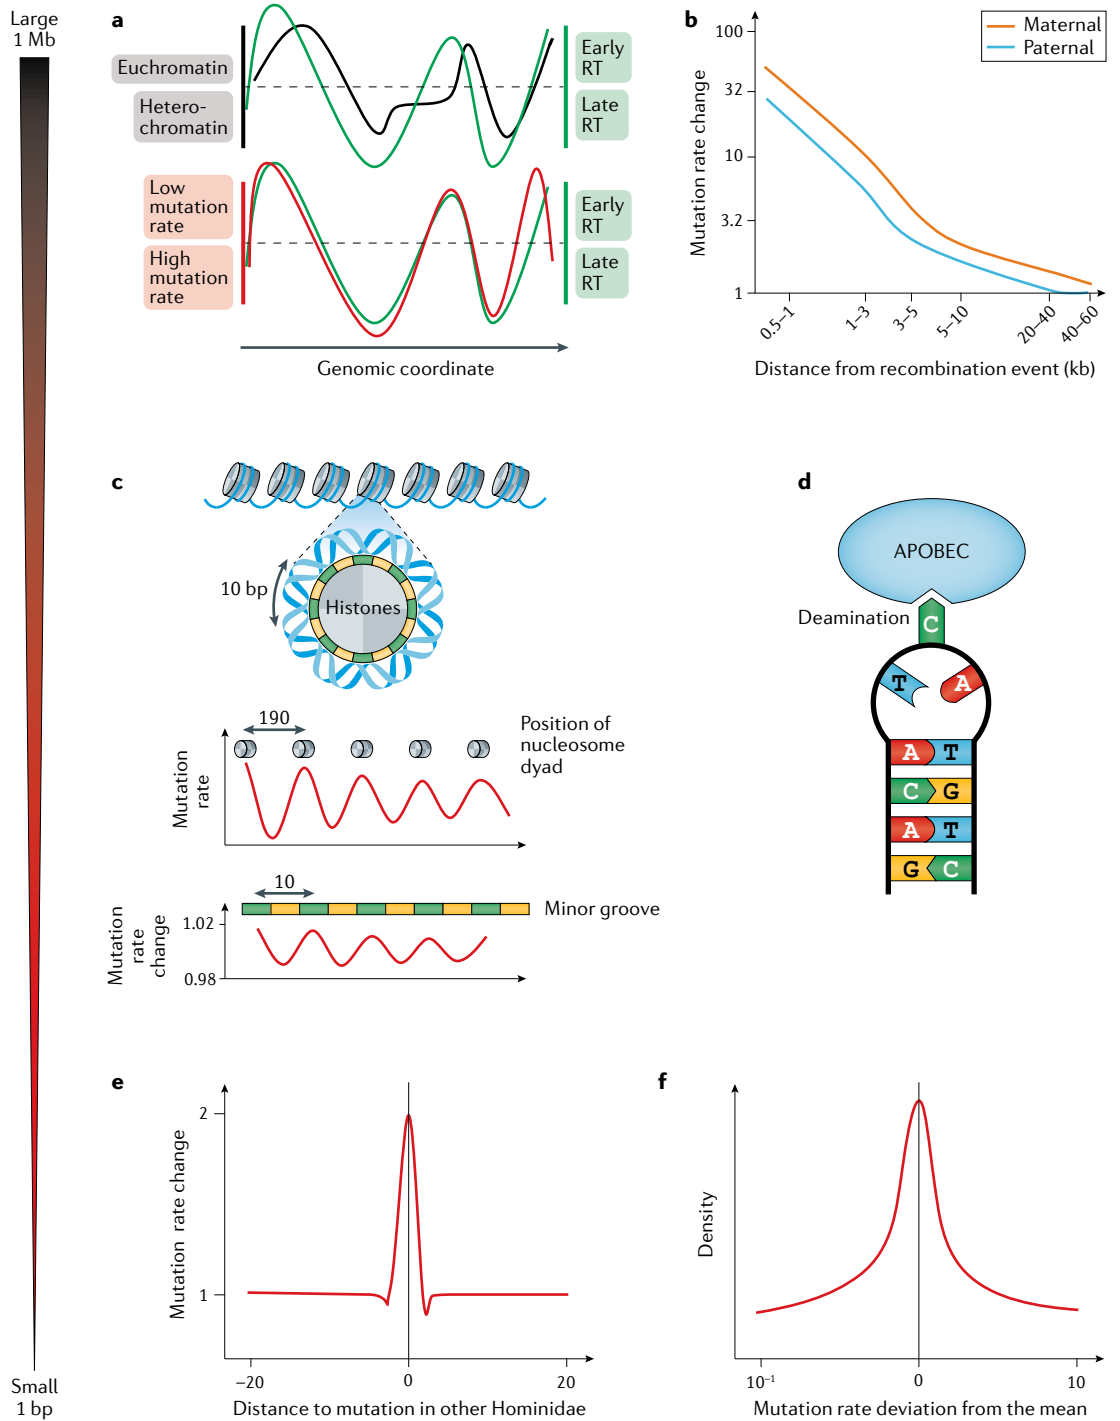 Large
1 Mb
a
Euchromatin
Hetero-
chromatin
Early
RT
Late
RT
Low
mutation
rate
High
mutation
rate
Early
RT
Late
RT
Genomic coordinate
b
Maternal
Paternal
Mutation rate change
100
32
10
3.2
1
0.5–1
1–3
3–5
5–10
20–40
40–60
Distance from recombination event (kb)
c
10 bp
Histones
190
Position of
nucleosome
dyad
Mutation
rate
10
Minor groove
Mutation
rate
change
1.02
0.98
d
APOBEC
Deamination
C
T
A
A T
C G
A T
G C
e
Mutation rate change
2
1
–20
0
20
Distance to mutation in other Hominidae
f
Density
10⁻¹
0
10
Mutation rate deviation from the mean
Small
1 bp